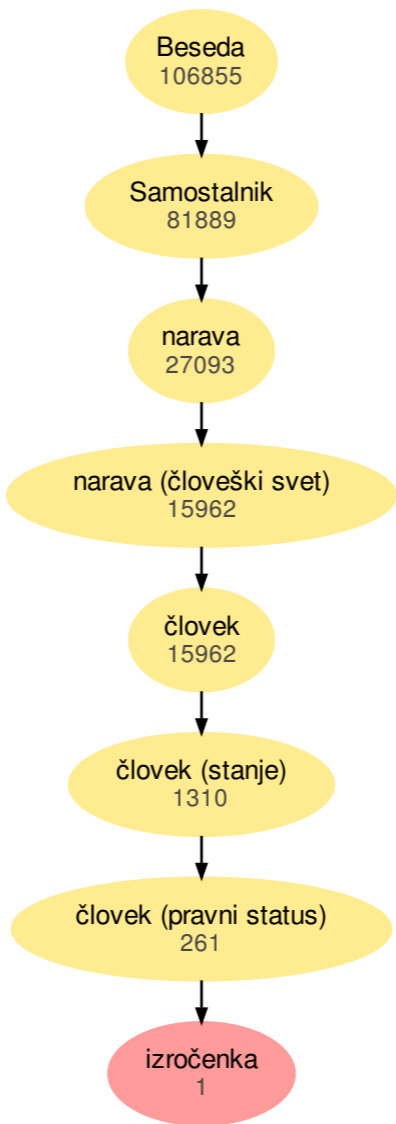 Beseda
106855
Samostalnik
81889
narava
27093
narava (človeški svet)
15962
človek
15962
človek (stanje)
1310
človek (pravni status)
261
izročenka
1